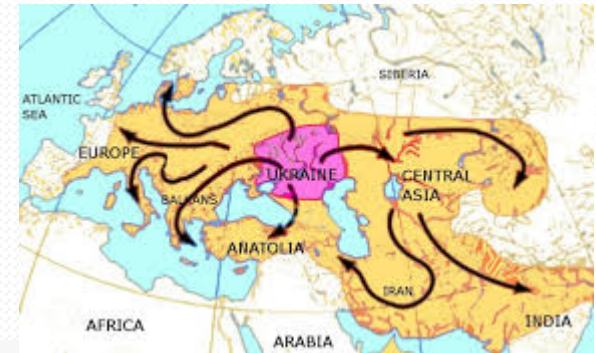 SIBERIA
ATLANTIC
SEA
EUROPE
UKRAINE
CENTRAL
ASIA
BALKANS
ANATOLIA
IRAN
INDIA
AFRICA
ARABIA